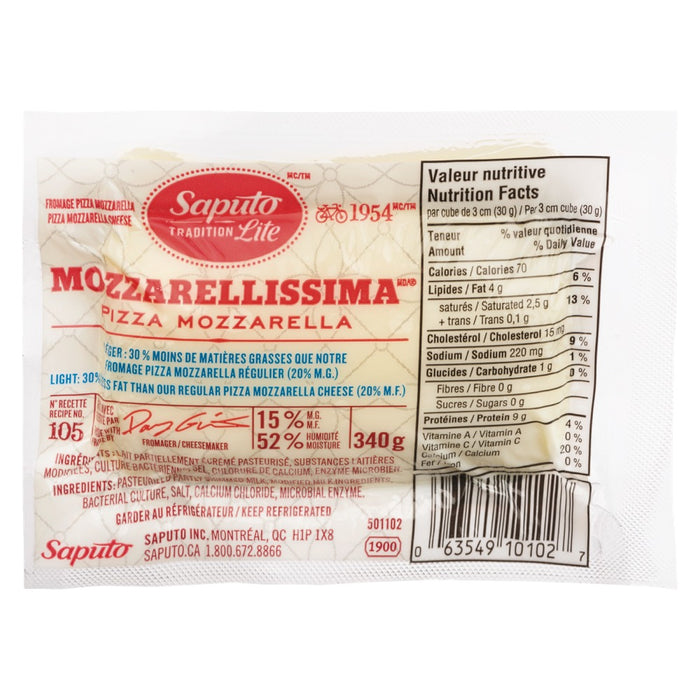 FROMAGE PIZZA MOZZARELLA
PIZZA MOZZARELLA CHEESE
MC/TM
Saputo
TRADITION Lite
1954 MC/TM
MOZZARELLISSIMA MD/®
PIZZA MOZZARELLA
30 % MOINS DE MATIÈRES GRASSES QUE NOTRE
FROMAGE PIZZA MOZZARELLA RÉGULIER (20% M.G.)
LIGHT: 30% FAT THAN OUR REGULAR PIZZA MOZZARELLA CHEESE (20% M.F.)
N° RECETTE
RECIPE NO.
105
FROMAGER/CHEESEMAKER
15% M.G. M.F.
52% HUMIDITÉ MOISTURE
340g
PARTIELLEMENT ÉCRÉMÉ PASTEURISÉ, SUBSTANCES LAITIÈRES
MODIFIÉES, CULTURE BACTÉRIENNE, SEL, CHLORURE DE CALCIUM, ENZYME MICROBIEN
INGREDIENTS: PASTEURIZED PARTLY SKIMMED MILK, MODIFIED MILK INGREDIENTS,
BACTERIAL CULTURE, SALT, CALCIUM CHLORIDE, MICROBIAL ENZYME.
GARDER AU RÉFRIGÉRATEUR / KEEP REFRIGERATED
501102
Saputo
SAPUTO INC. MONTRÉAL, QC H1P 1X8
SAPUTO.CA 1.800.672.8866
1900
Valeur nutritive
Nutrition Facts
par cube de 3 cm (30 g) / Per 3 cm cube (30 g)
Teneur % valeur quotidienne
Amount % Daily Value
Calories / Calories 70
Lipides / Fat 4 g 6 %
saturés / Saturated 2,5 g
+ trans / Trans 0,1 g 13 %
Cholestérol / Cholesterol 15 mg
Sodium / Sodium 220 mg 9 %
Glucides / Carbohydrate 1 g 1 %
Fibres / Fibre 0 g 0 %
Sucres / Sugars 0 g
Protéines / Protein 9 g
Vitamine A / Vitamin A 4 %
Vitamine C / Vitamin C 0 %
Calcium / Calcium 20 %
Fer / Iron 0 %
0 63549 10102 7